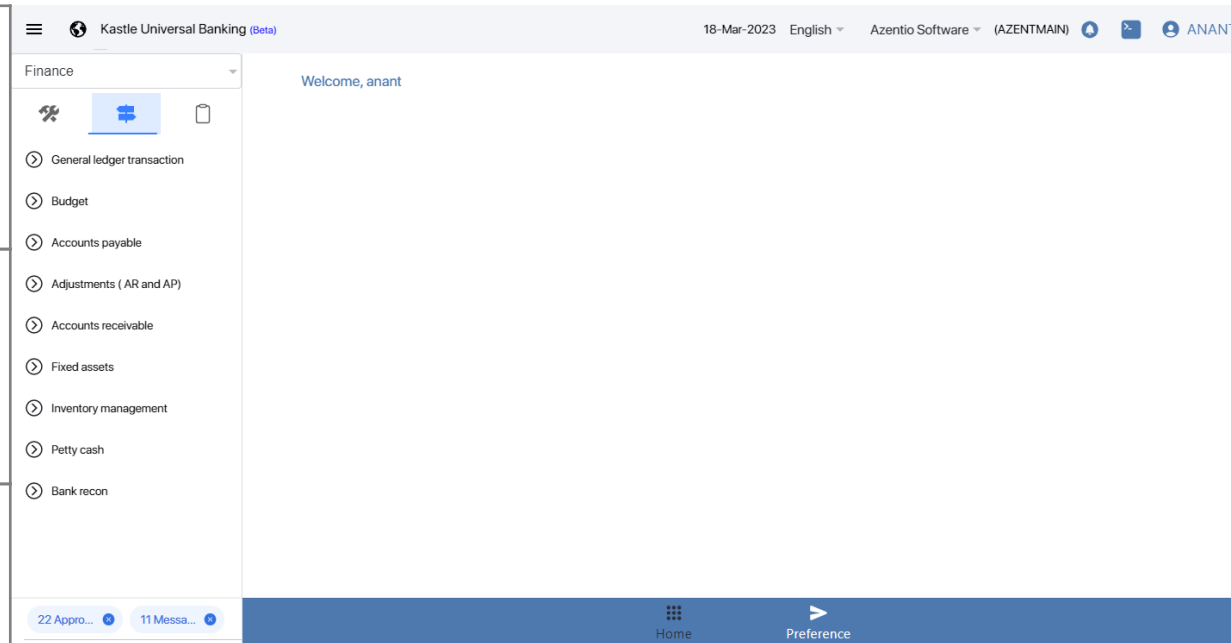 Kastle Universal Banking (Beta) 18-Mar-2023 English Azentio Software (AZENTMAIN) ANANT
Finance
Welcome, anant
General ledger transaction
Budget
Accounts payable
Adjustments ( AR and AP)
Accounts receivable
Fixed assets
Inventory management
Petty cash
Bank recon
22 Appro... 11 Messa...
Home Preference